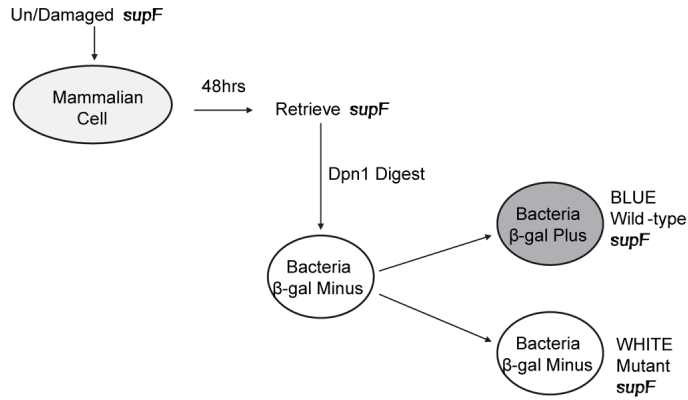 Un/Damaged supF
Mammalian
Cell
48hrs
Retrieve supF
Dpn1 Digest
Bacteria
β-gal Minus
Bacteria
β-gal Plus
BLUE
Wild-type
supF
Bacteria
β-gal Minus
WHITE
Mutant
supF